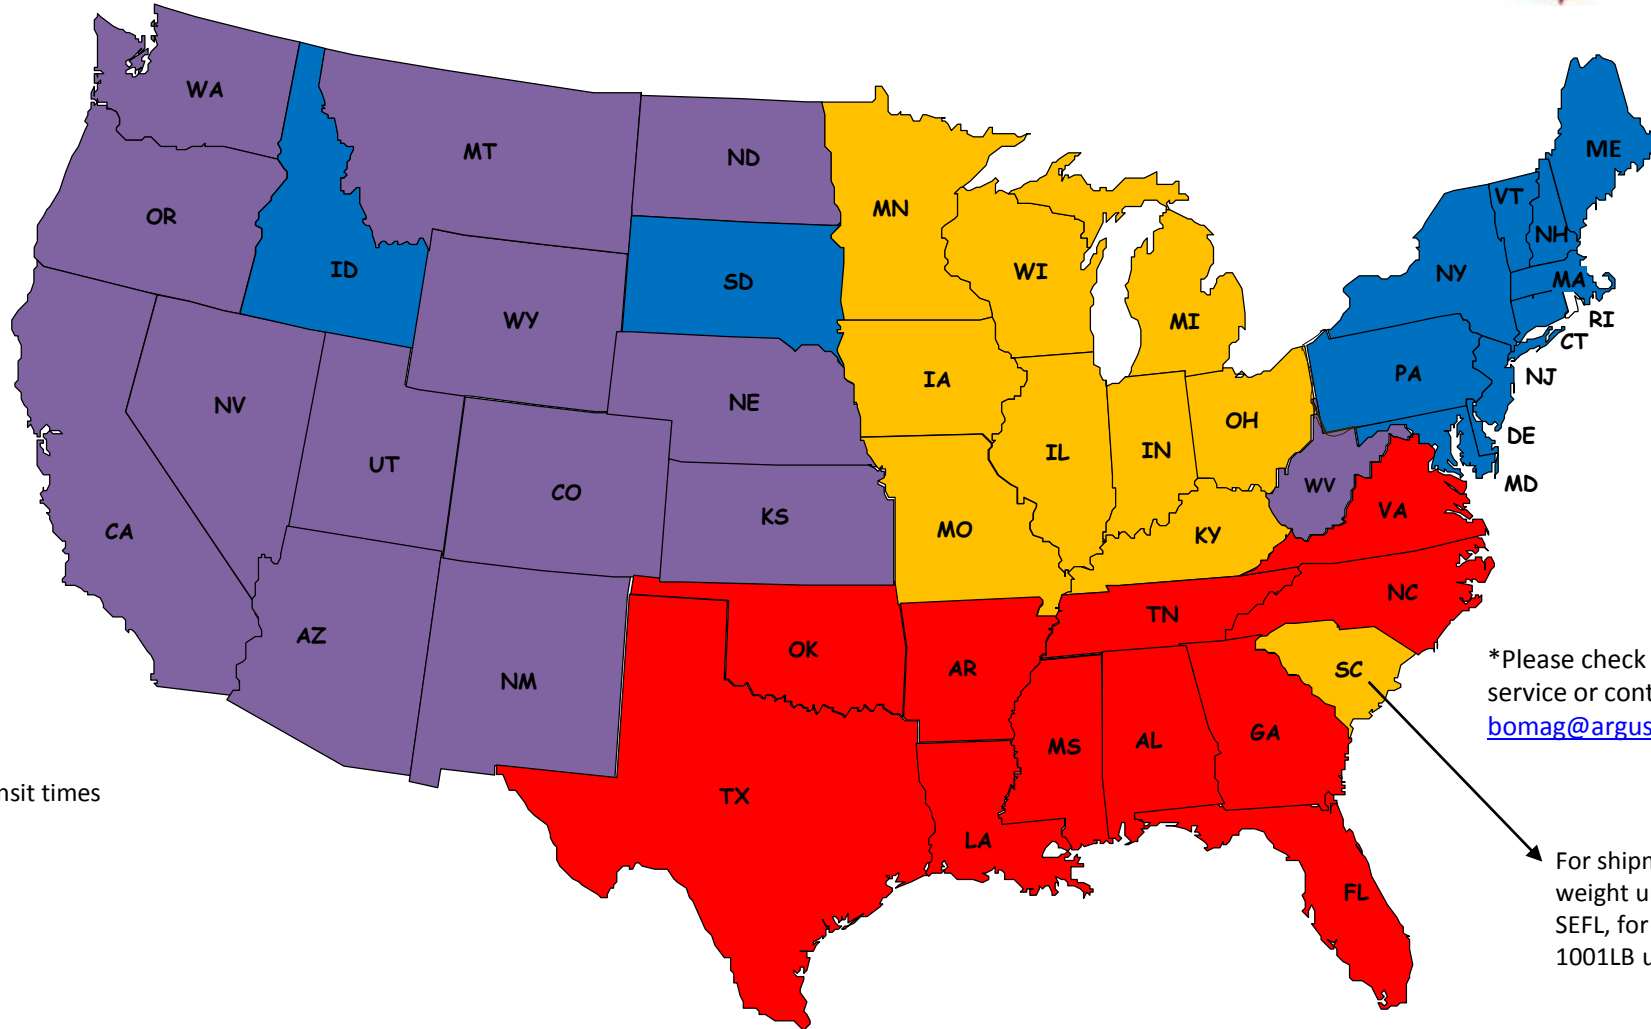 WA
MT
ND
MN
ME
VT
OR
NH
ID
SD
WI
NY
MA
WY
MI
RI
CT
IA
PA
NJ
NV
NE
OH
DE
UT
CO
IL
IN
WV
MD
CA
KS
MO
KY
VA
AZ
NM
OK
AR
TN
NC
SC
*Please check
service or cont
bomag@argus
MS
AL
GA
nsit times
TX
LA
FL
For shipm
weight u
SEFL, for
1001LB u